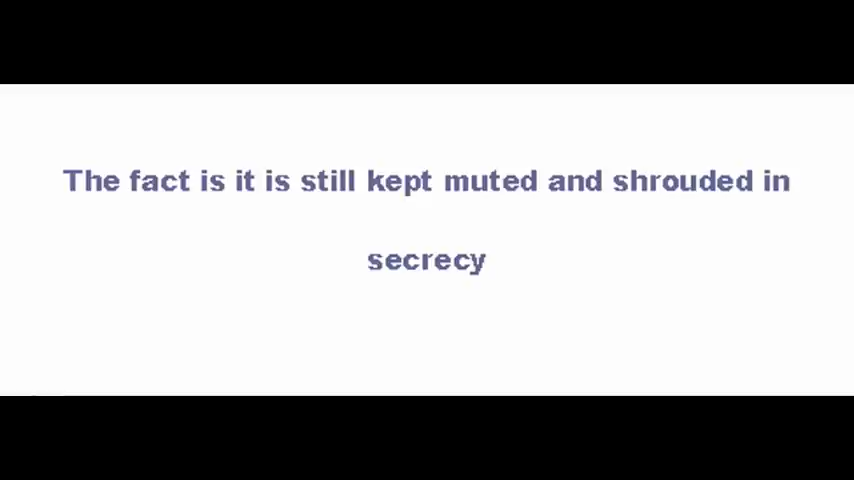 The fact is it is still kept muted and shrouded in
secrecy